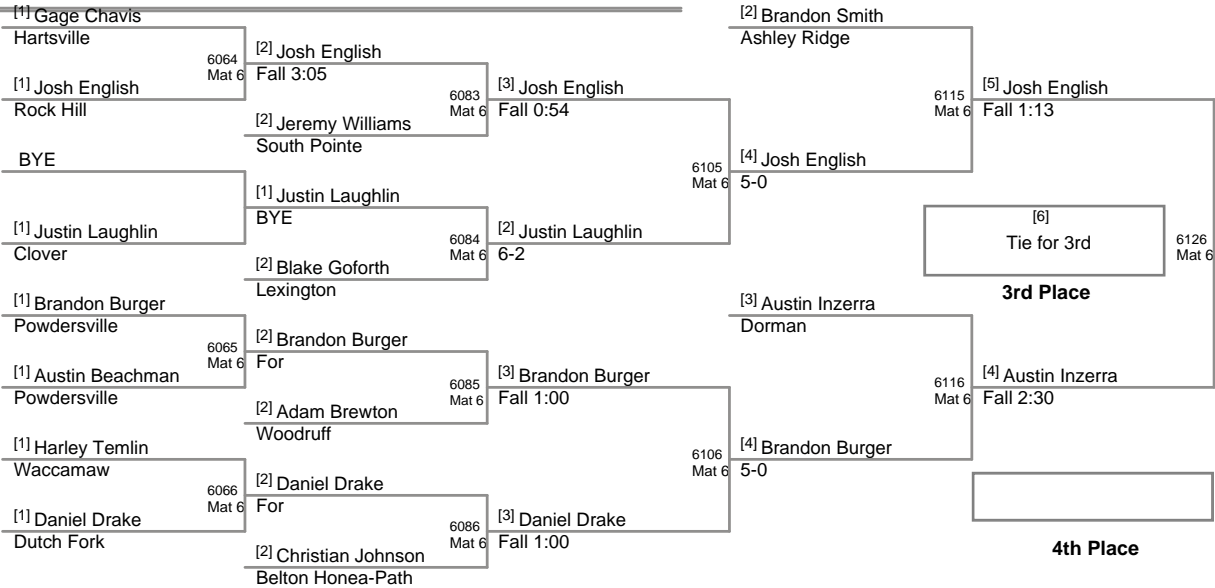 [1] Gage Chavis
Hartsville
6064
Mat 6
[1] Josh English
Rock Hill
BYE
[1] Justin Laughlin
Clover
[1] Brandon Burger
Powdersville
6065
Mat 6
[1] Austin Beachman
Powdersville
[1] Harley Temlin
Waccamaw
6066
Mat 6
[1] Daniel Drake
Dutch Fork
[2] Josh English
Fall 3:05
6083
Mat 6
[2] Jeremy Williams
South Pointe
[1] Justin Laughlin
BYE
6084
Mat 6
[2] Blake Goforth
Lexington
[2] Brandon Burger
For
6085
Mat 6
[2] Adam Brewton
Woodruff
[2] Daniel Drake
For
6086
Mat 6
[2] Christian Johnson
Belton Honea-Path
[3] Josh English
Fall 0:54
6105
Mat 6
[2] Justin Laughlin
6-2
[3] Brandon Burger
Fall 1:00
6106
Mat 6
[3] Daniel Drake
Fall 1:00
[2] Brandon Smith
Ashley Ridge
6115
Mat 6
[4] Josh English
5-0
[3] Austin Inzerra
Dorman
6116
Mat 6
[4] Brandon Burger
5-0
[5] Josh English
Fall 1:13
[6]
Tie for 3rd
3rd Place
6126
Mat 6
[4] Austin Inzerra
Fall 2:30
4th Place